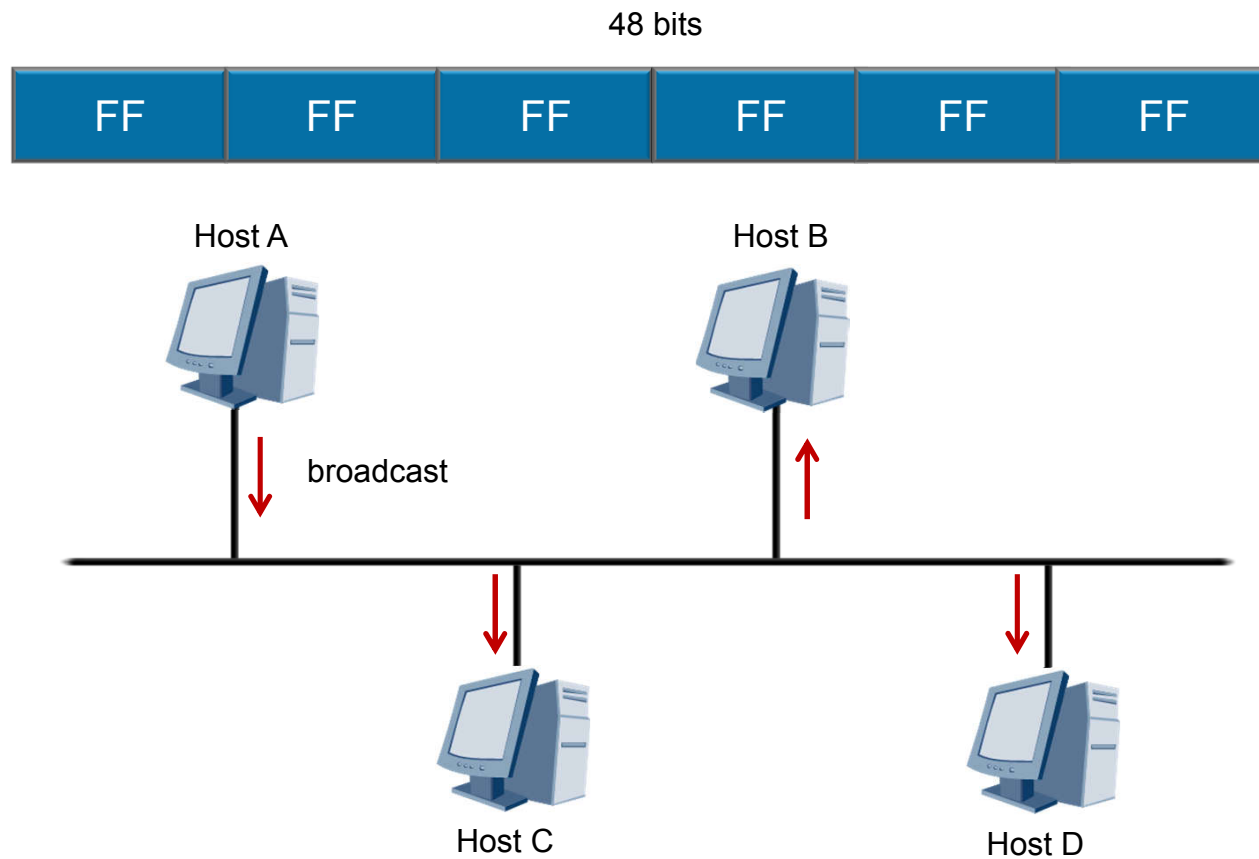 48 bits
FF FF FF FF FF FF
Host A Host B
broadcast
Host C
Host D